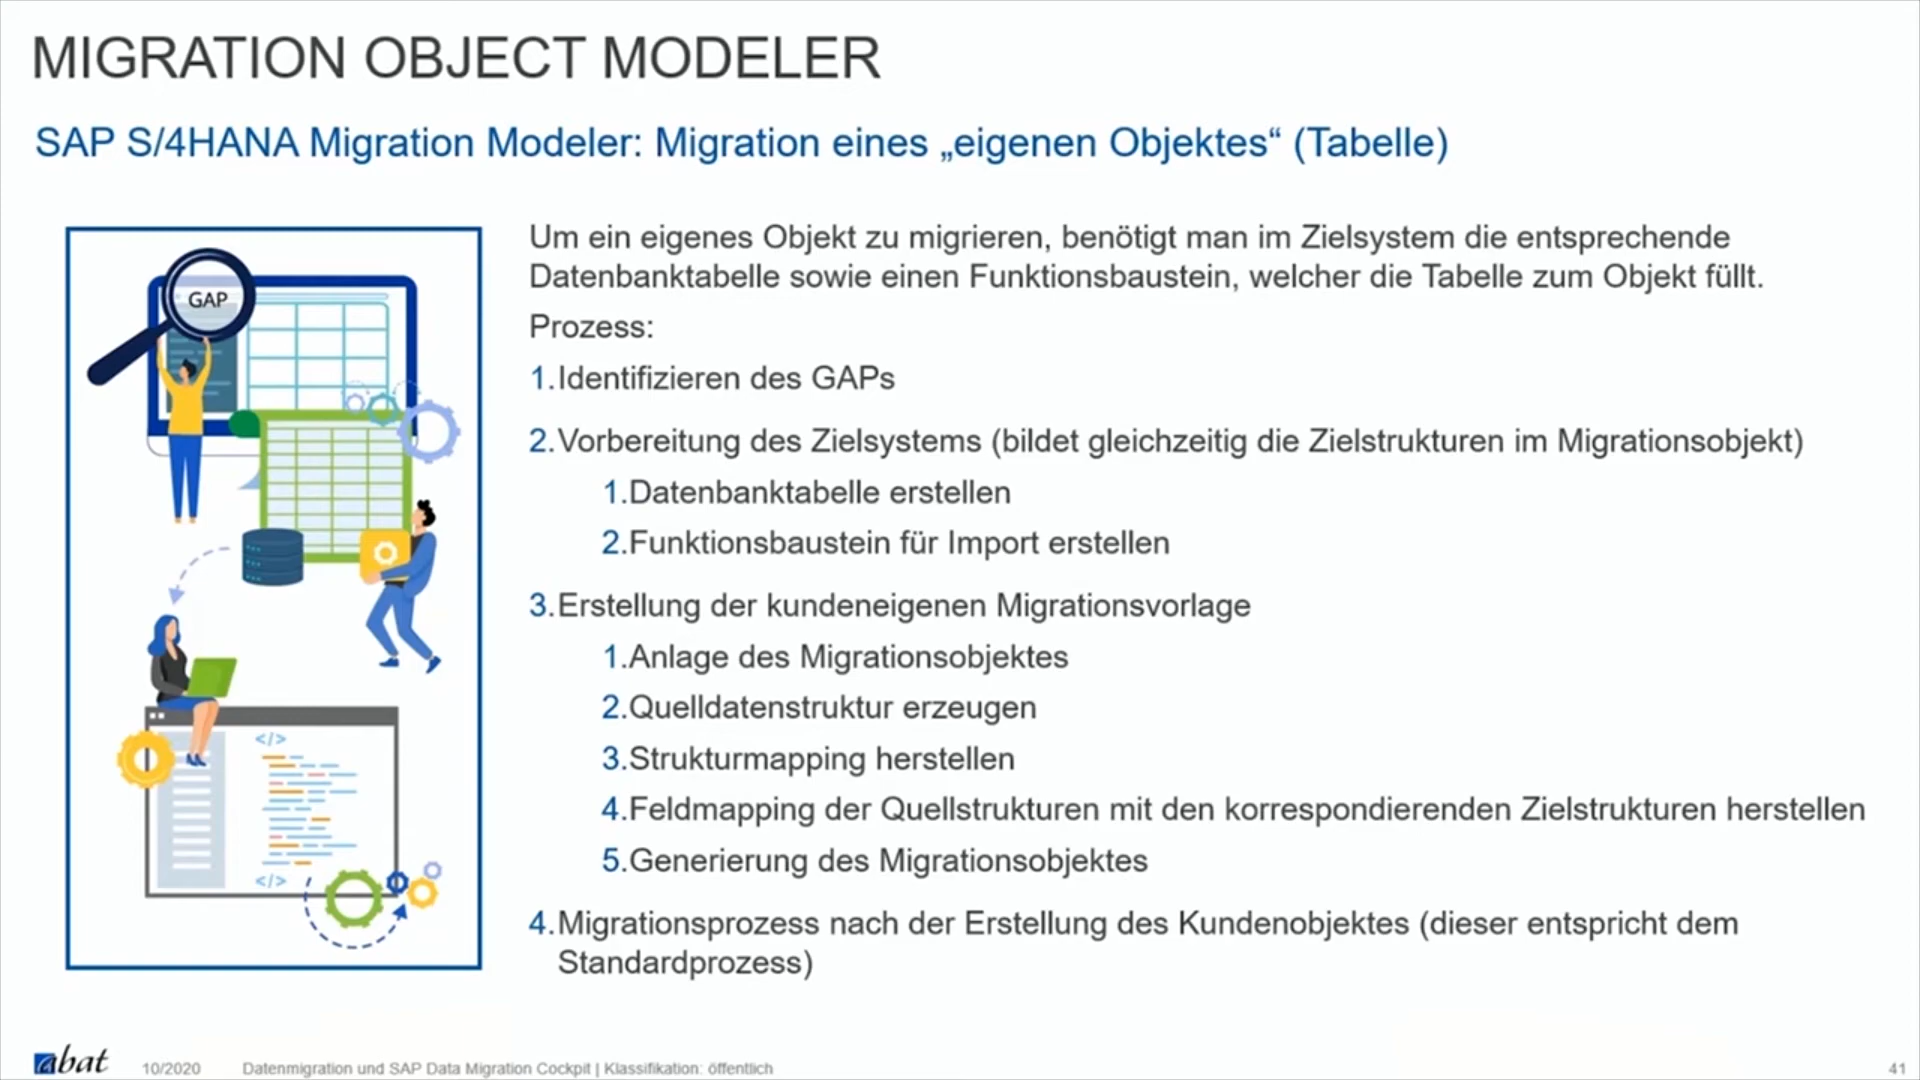 MIGRATION OBJECT MODELER
SAP S/4HANA Migration Modeler: Migration eines „eigenen Objektes“ (Tabelle)
GAP
</>
</>
Um ein eigenes Objekt zu migrieren, benötigt man im Zielsystem die entsprechende
Datenbanktabelle sowie einen Funktionsbaustein, welcher die Tabelle zum Objekt füllt.
Prozess:
1.Identifizieren des GAPs
2.Vorbereitung des Zielsystems (bildet gleichzeitig die Zielstrukturen im Migrationsobjekt)
1.Datenbanktabelle erstellen
2.Funktionsbaustein für Import erstellen
3.Erstellung der kundeneigenen Migrationsvorlage
1.Anlage des Migrationsobjektes
2.Quelldatenstruktur erzeugen
3.Strukturmapping herstellen
4.Feldmapping der Quellstrukturen mit den korrespondierenden Zielstrukturen herstellen
5.Generierung des Migrationsobjektes
4.Migrationsprozess nach der Erstellung des Kundenobjektes (dieser entspricht dem
Standardprozess)
abat
10/2020
Datenmigration und SAP Data Migration Cockpit | Klassifikation: öffentlich
41